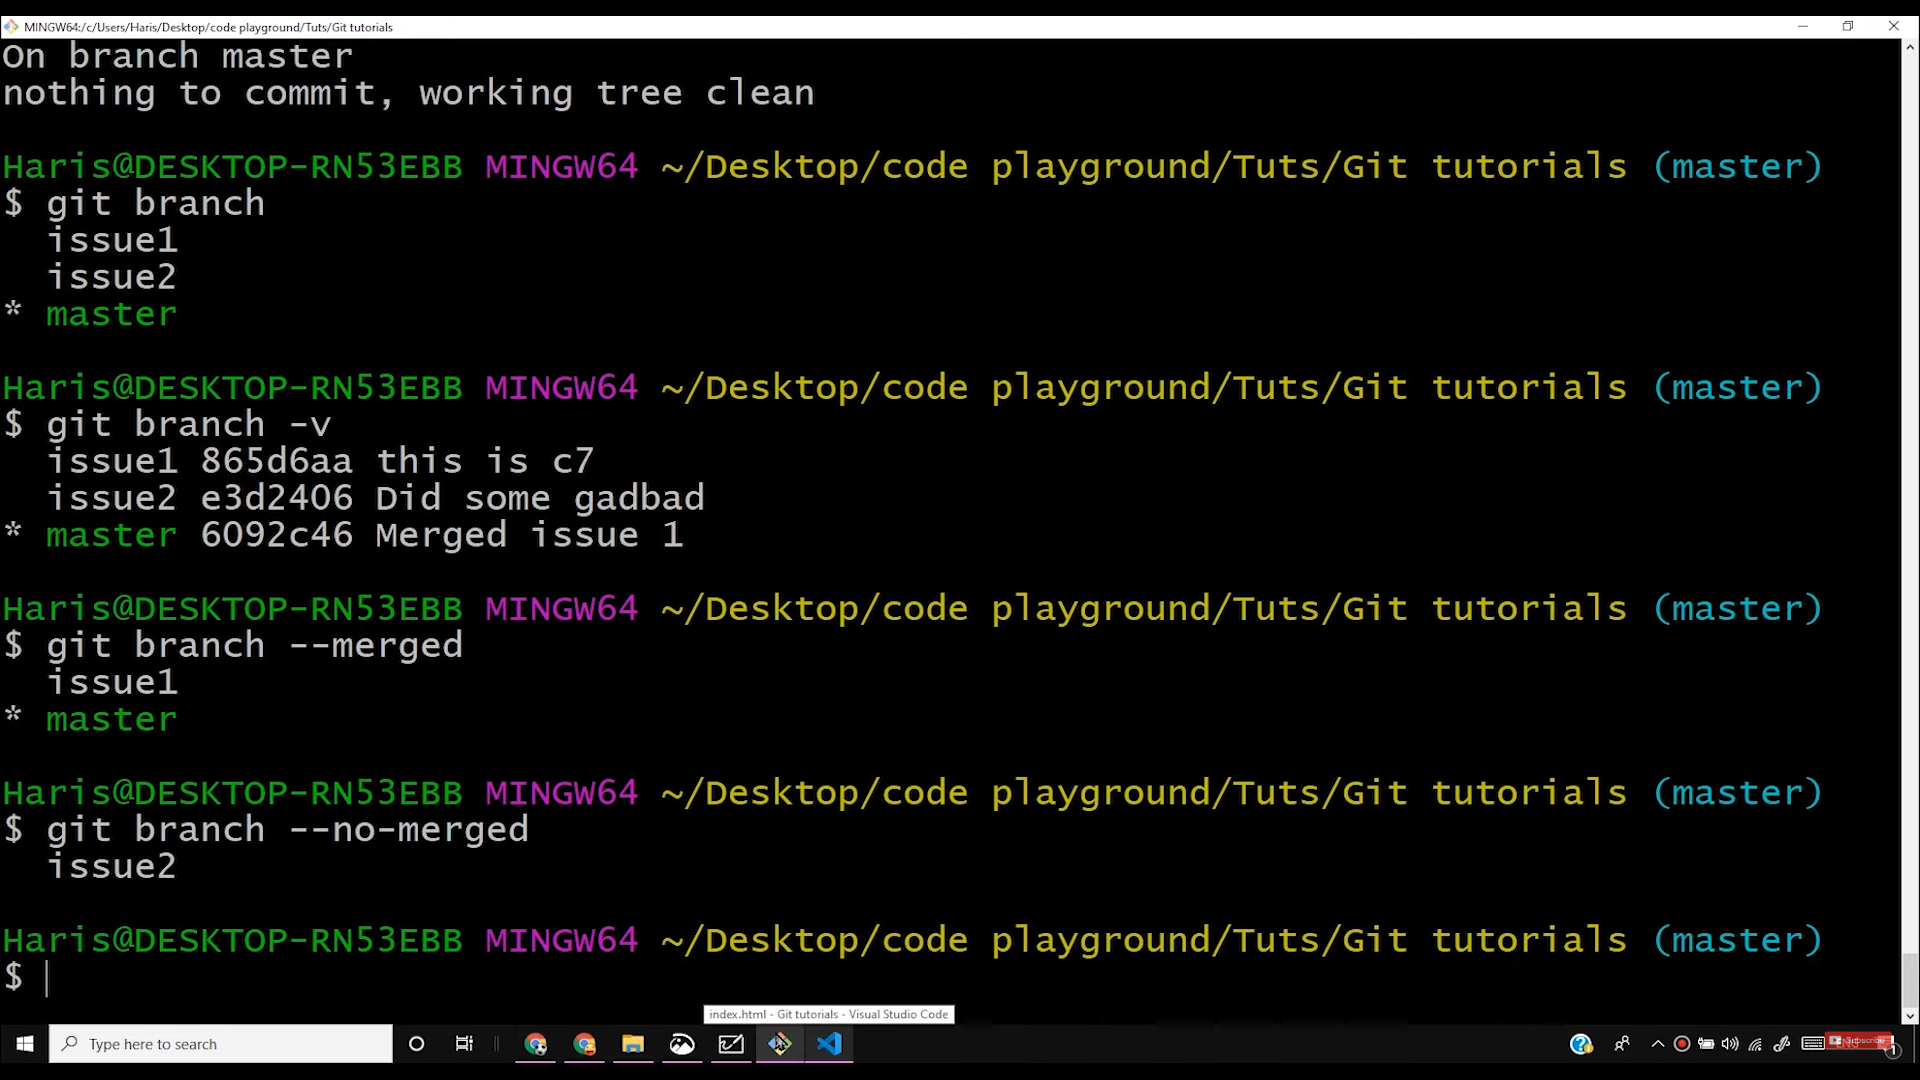 MINGW64:/c/Users/Haris/Desktop/code playground/Tuts/Git tutorials
On branch master
nothing to commit, working tree clean
Haris@DESKTOP-RN53EBB MINGW64 ~/Desktop/code playground/Tuts/Git tutorials (master)
$ git branch
issue1
issue2
* master
Haris@DESKTOP-RN53EBB MINGW64 ~/Desktop/code playground/Tuts/Git tutorials (master)
$ git branch -v
issue1 865d6aa this is c7
issue2 e3d2406 Did some gadbad
* master 6092c46 Merged issue 1
Haris@DESKTOP-RN53EBB MINGW64 ~/Desktop/code playground/Tuts/Git tutorials (master)
$ git branch --merged
issue1
* master
Haris@DESKTOP-RN53EBB MINGW64 ~/Desktop/code playground/Tuts/Git tutorials (master)
$ git branch --no-merged
issue2
Haris@DESKTOP-RN53EBB MINGW64 ~/Desktop/code playground/Tuts/Git tutorials (master)
$
index.html - Git tutorials - Visual Studio Code
Type here to search
Subscribe
1